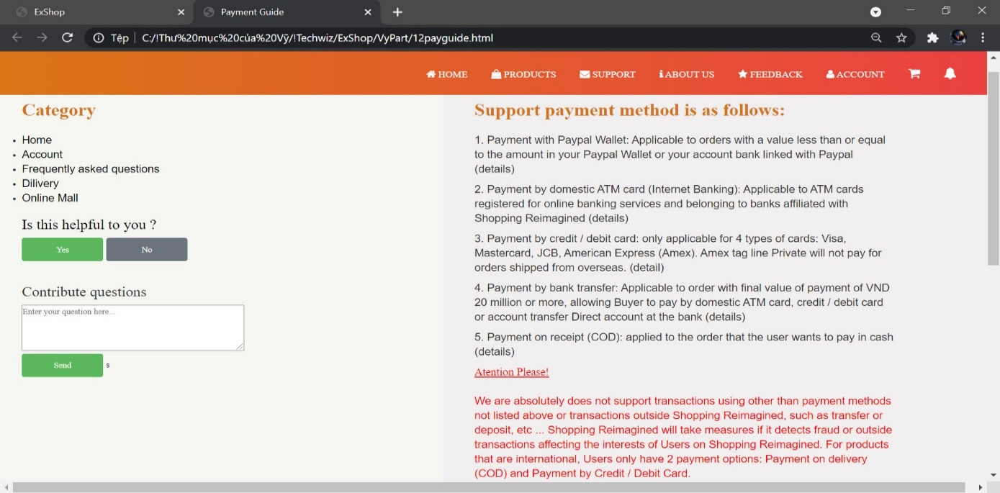 ExShop
Payment Guide
Tệp
C:/!Thư%20mục%20của%20Vỹ/!Techwiz/ExShop/VyPart/12payguide.html
HOME
PRODUCTS
SUPPORT
ABOUT US
FEEDBACK
ACCOUNT
Category
Home
Account
Frequently asked questions
Dilivery
Online Mall
Is this helpful to you ?
Yes
No
Contribute questions
Enter your question here...
Send
s
Support payment method is as follows:
1. Payment with Paypal Wallet: Applicable to orders with a value less than or equal
to the amount in your Paypal Wallet or your account bank linked with Paypal
(details)
2. Payment by domestic ATM card (Internet Banking): Applicable to ATM cards
registered for online banking services and belonging to banks affiliated with
Shopping Reimagined (details)
3. Payment by credit / debit card: only applicable for 4 types of cards: Visa,
Mastercard, JCB, American Express (Amex). Amex tag line Private will not pay for
orders shipped from overseas. (detail)
4. Payment by bank transfer: Applicable to order with final value of payment of VND
20 million or more, allowing Buyer to pay by domestic ATM card, credit / debit card
or account transfer Direct account at the bank (details)
5. Payment on receipt (COD): applied to the order that the user wants to pay in cash
(details)
Atention Please!
We are absolutely does not support transactions using other than payment methods
not listed above or transactions outside Shopping Reimagined, such as transfer or
deposit, etc ... Shopping Reimagined will take measures if it detects fraud or outside
transactions affecting the interests of Users on Shopping Reimagined. For products
that are international, Users only have 2 payment options: Payment on delivery
(COD) and Payment by Credit / Debit Card.